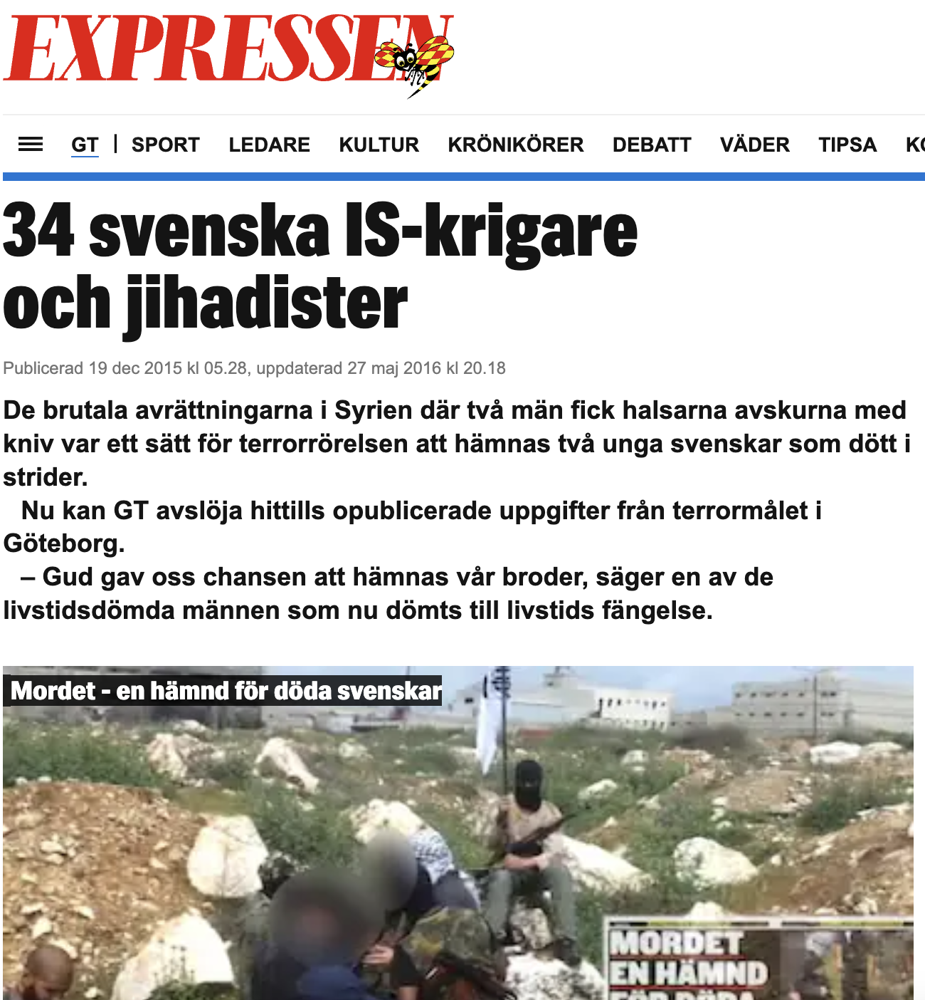 EXPRESSEN
GT | SPORT LEDARE KULTUR KRÖNIKÖRER DEBATT VÄDER TIPSA
34 svenska IS-krigare
och jihadister
Publicerad 19 dec 2015 kl 05.28, uppdaterad 27 maj 2016 kl 20.18
De brutala avrättningarna i Syrien där två män fick halsarna avskurna med
kniv var ett sätt för terrorrörelsen att hämnas två unga svenskar som dött i
strider.
Nu kan GT avslöja hittills opublicerade uppgifter från terrormålet i
Göteborg.
– Gud gav oss chansen att hämnas vår broder, säger en av de
livstidsdömda männen som nu dömts till livstids fängelse.
Mordet - en hämnd för döda svenskar
MORDET
EN HÄMND
FÖR DÖDA